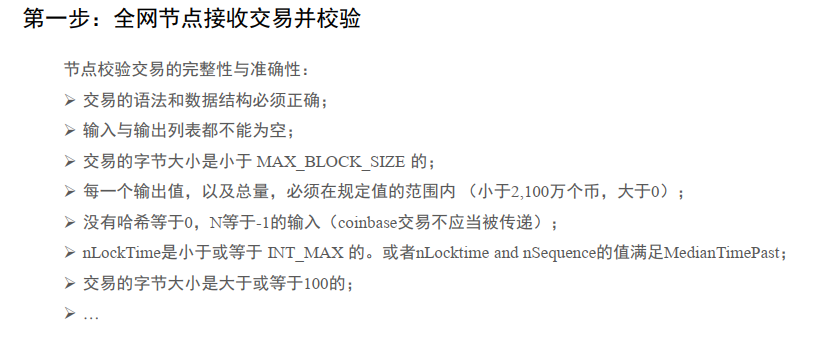 第一步：全网节点接收交易并校验
节点校验交易的完整性与准确性：
➢ 交易的语法和数据结构必须正确；
➢ 输入与输出列表都不能为空；
➢ 交易的字节大小是小于 MAX_BLOCK_SIZE 的；
➢ 每一个输出值，以及总量，必须在规定值的范围内 （小于2,100万个币，大于0）；
➢ 没有哈希等于0，N等于-1的输入（coinbase交易不应当被传递）；
➢ nLockTime是小于或等于 INT_MAX 的。或者nLocktime and nSequence的值满足MedianTimePast；
➢ 交易的字节大小是大于或等于100的；
➢ …